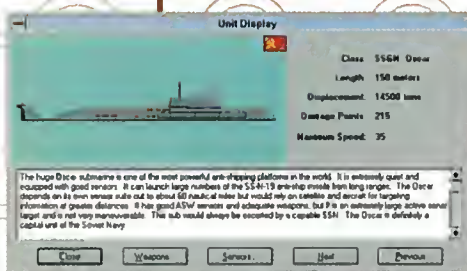 Unit Display
Class SSGN Oscar
Length 150 meters
Displacement 14500 tons
Damage Points 215
Maximum Speed: 35
The huge Oscar submarine is one of the most powerful anti-shipping platforms in the world. It is extremely quiet and
equipped with good sensors. It can launch large numbers of the SS-N-19 anti-ship missile from long ranges. The Oscar
depends on its own sensor suite out to about 60 nautical miles but would rely on satellite and aircraft for targeting
information at greater distances. It has good ASW sensors and adequate weapons, but it is an extremely large active sonar
target and is not very maneuverable. This sub would always be escorted by a capable SSN. The Oscar is definitely a
capital unit of the Soviet Navy.
Close Weapons Sensors.. Next Previous